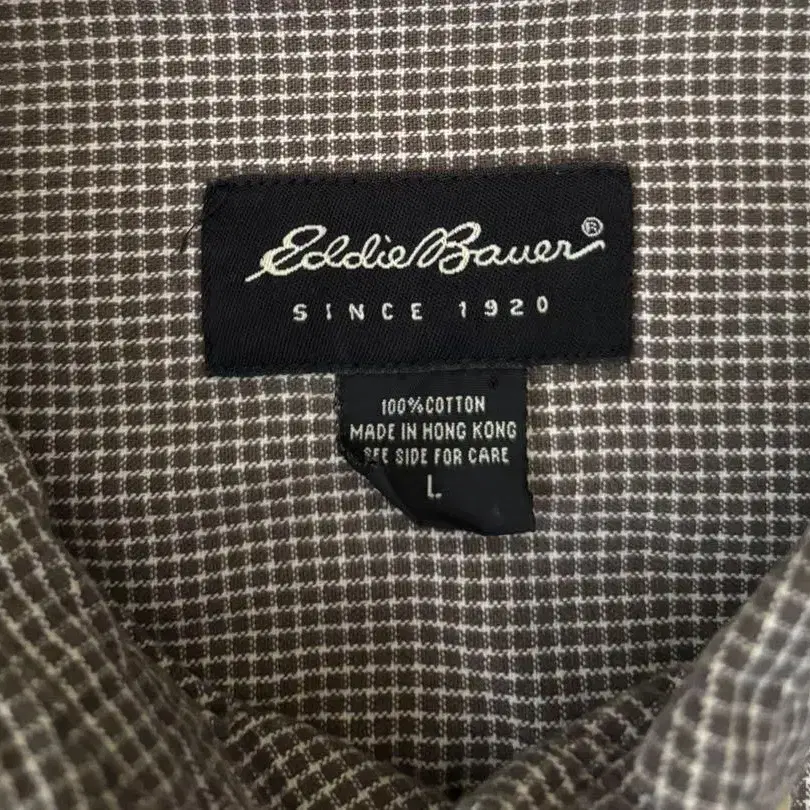 Eddie Bauer®
SINCE 1920
100% COTTON
MADE IN HONG KONG
SEE SIDE FOR CARE
L